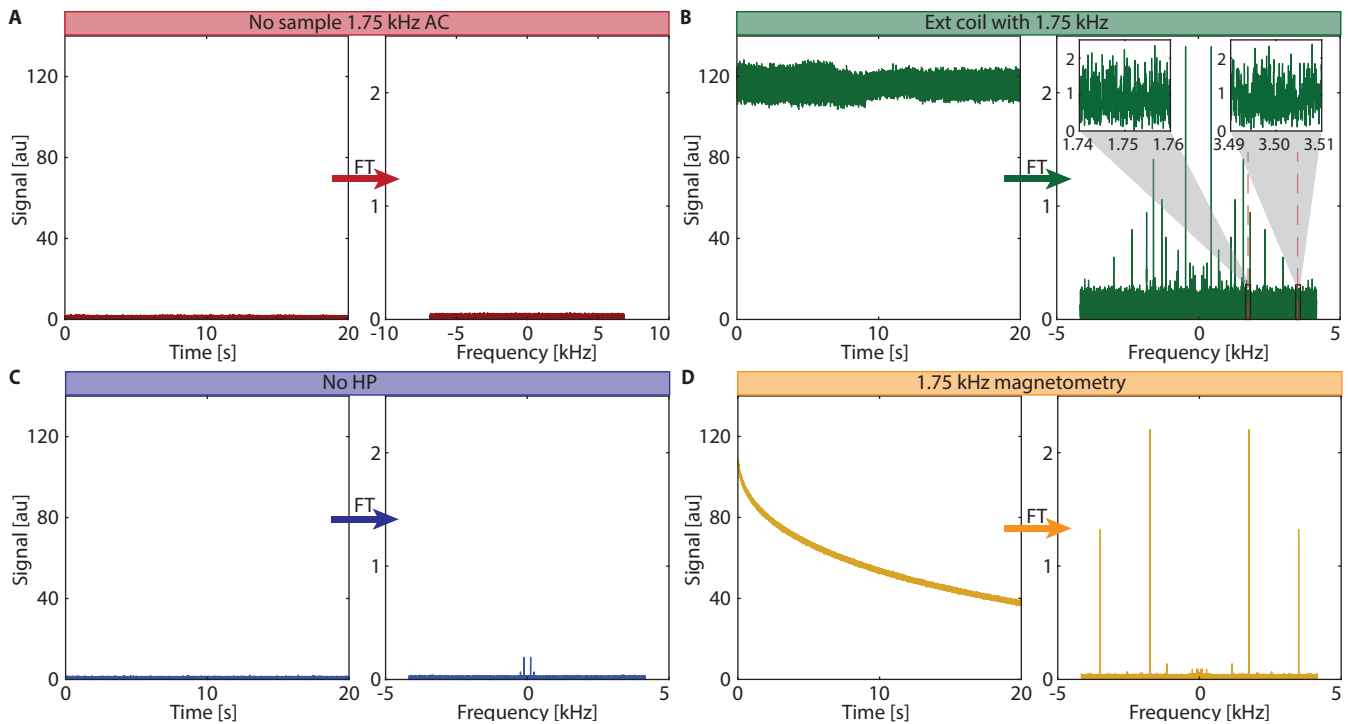 A
No sample 1.75 kHz AC
Signal [au]
120
80
40
0
0
10
20
Time [s]
FT
2
1
0
-10
-5
0
5
10
Frequency [kHz]
B
Ext coil with 1.75 kHz
Signal [au]
120
80
40
0
0
10
20
Time [s]
FT
2
1
0
2
1
0
1.74
1.75
1.76
2
1
0
3.49
3.50
3.51
-5
0
5
Frequency [kHz]
C
No HP
Signal [au]
120
80
40
0
0
10
20
Time [s]
FT
2
1
0
-5
0
5
Frequency [kHz]
D
1.75 kHz magnetometry
Signal [au]
120
80
40
0
0
10
20
Time [s]
FT
2
1
0
-5
0
5
Frequency [kHz]